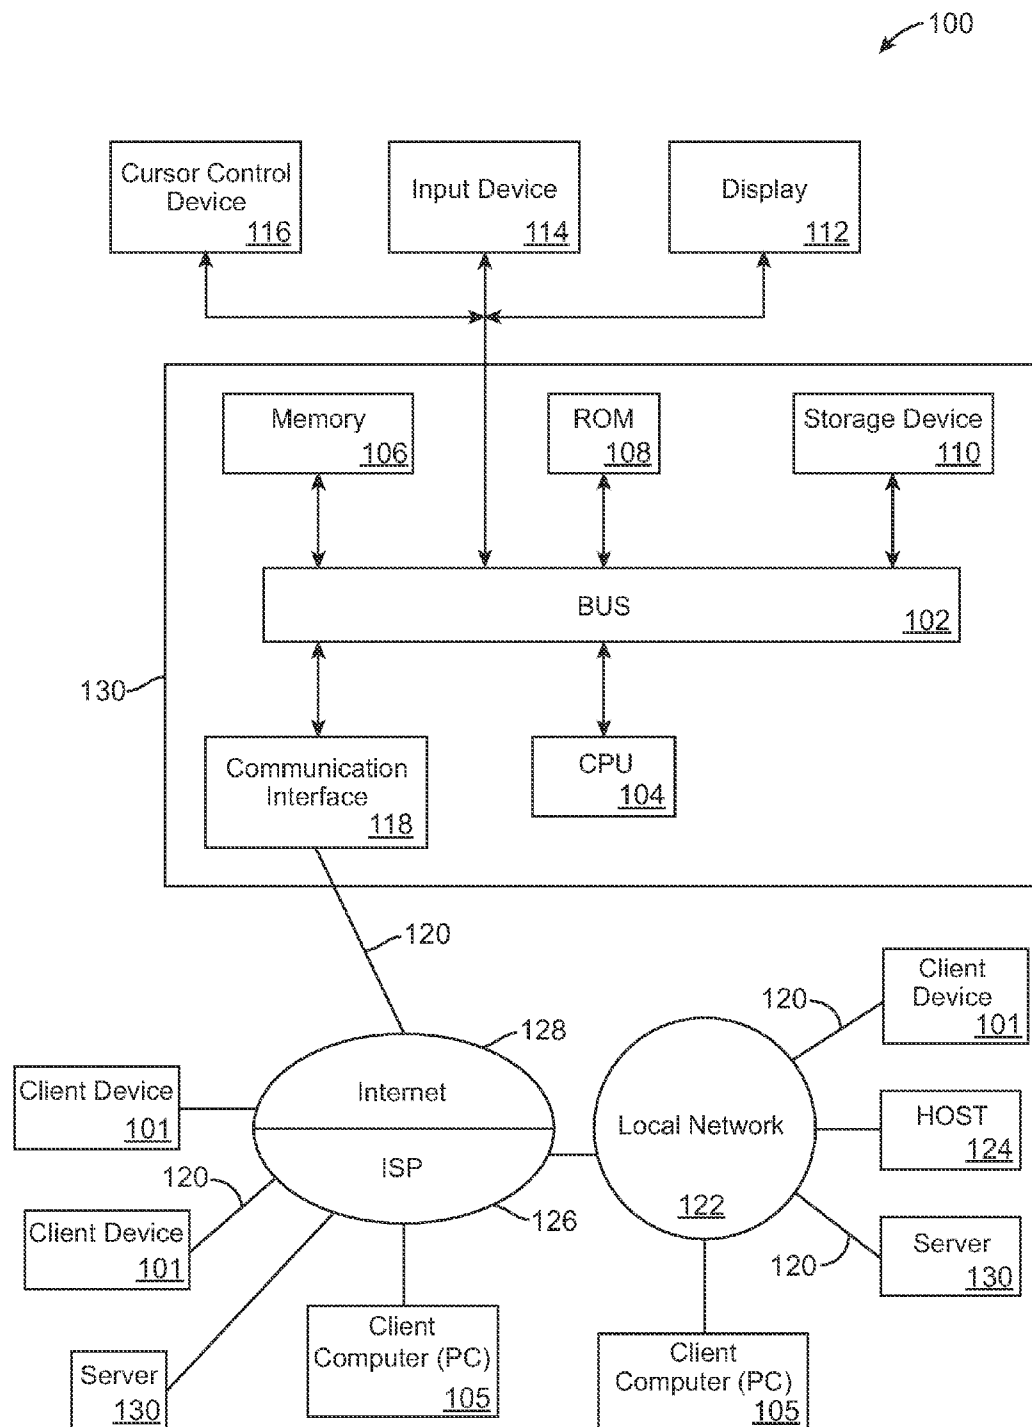 100
Cursor Control
Device
116
Input Device
114
Display
112
Memory
106
ROM
108
Storage Device
110
BUS
102
130
Communication
Interface
118
CPU
104
120
128
Internet
ISP
126
Client Device
101
120
Client Device
101
Server
130
Client
Computer (PC)
105
Local Network
122
120
Client
Device
101
HOST
124
120
Server
130
Client
Computer (PC)
105